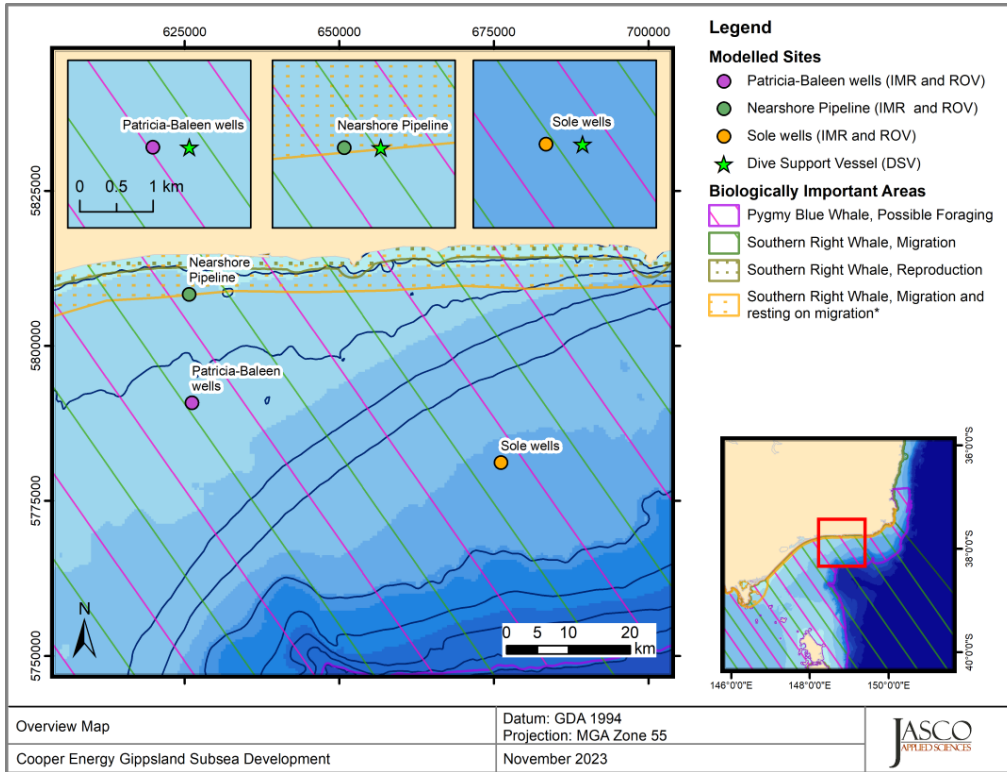 625000 650000 675000 700000
5825000
5800000
5775000
5750000
Patricia-Baleen wells
0 0.5 1 km
Nearshore Pipeline
Sole wells
Nearshore
Pipeline
Patricia-Baleen
wells
Sole wells
N
0 5 10 20
km
Legend
Modelled Sites
Patricia-Baleen wells (IMR and ROV)
Nearshore Pipeline (IMR and ROV)
Sole wells (IMR and ROV)
Dive Support Vessel (DSV)
Biologically Important Areas
Pygmy Blue Whale, Possible Foraging
Southern Right Whale, Migration
Southern Right Whale, Reproduction
Southern Right Whale, Migration and
resting on migration*
36°0'0"S
38°0'0"S
40°0'0"S
146°0'0"E 148°0'0"E 150°0'0"E
Overview Map
Datum: GDA 1994
Projection: MGA Zone 55
Cooper Energy Gippsland Subsea Development
November 2023
JASCO
APPLIED SCIENCES